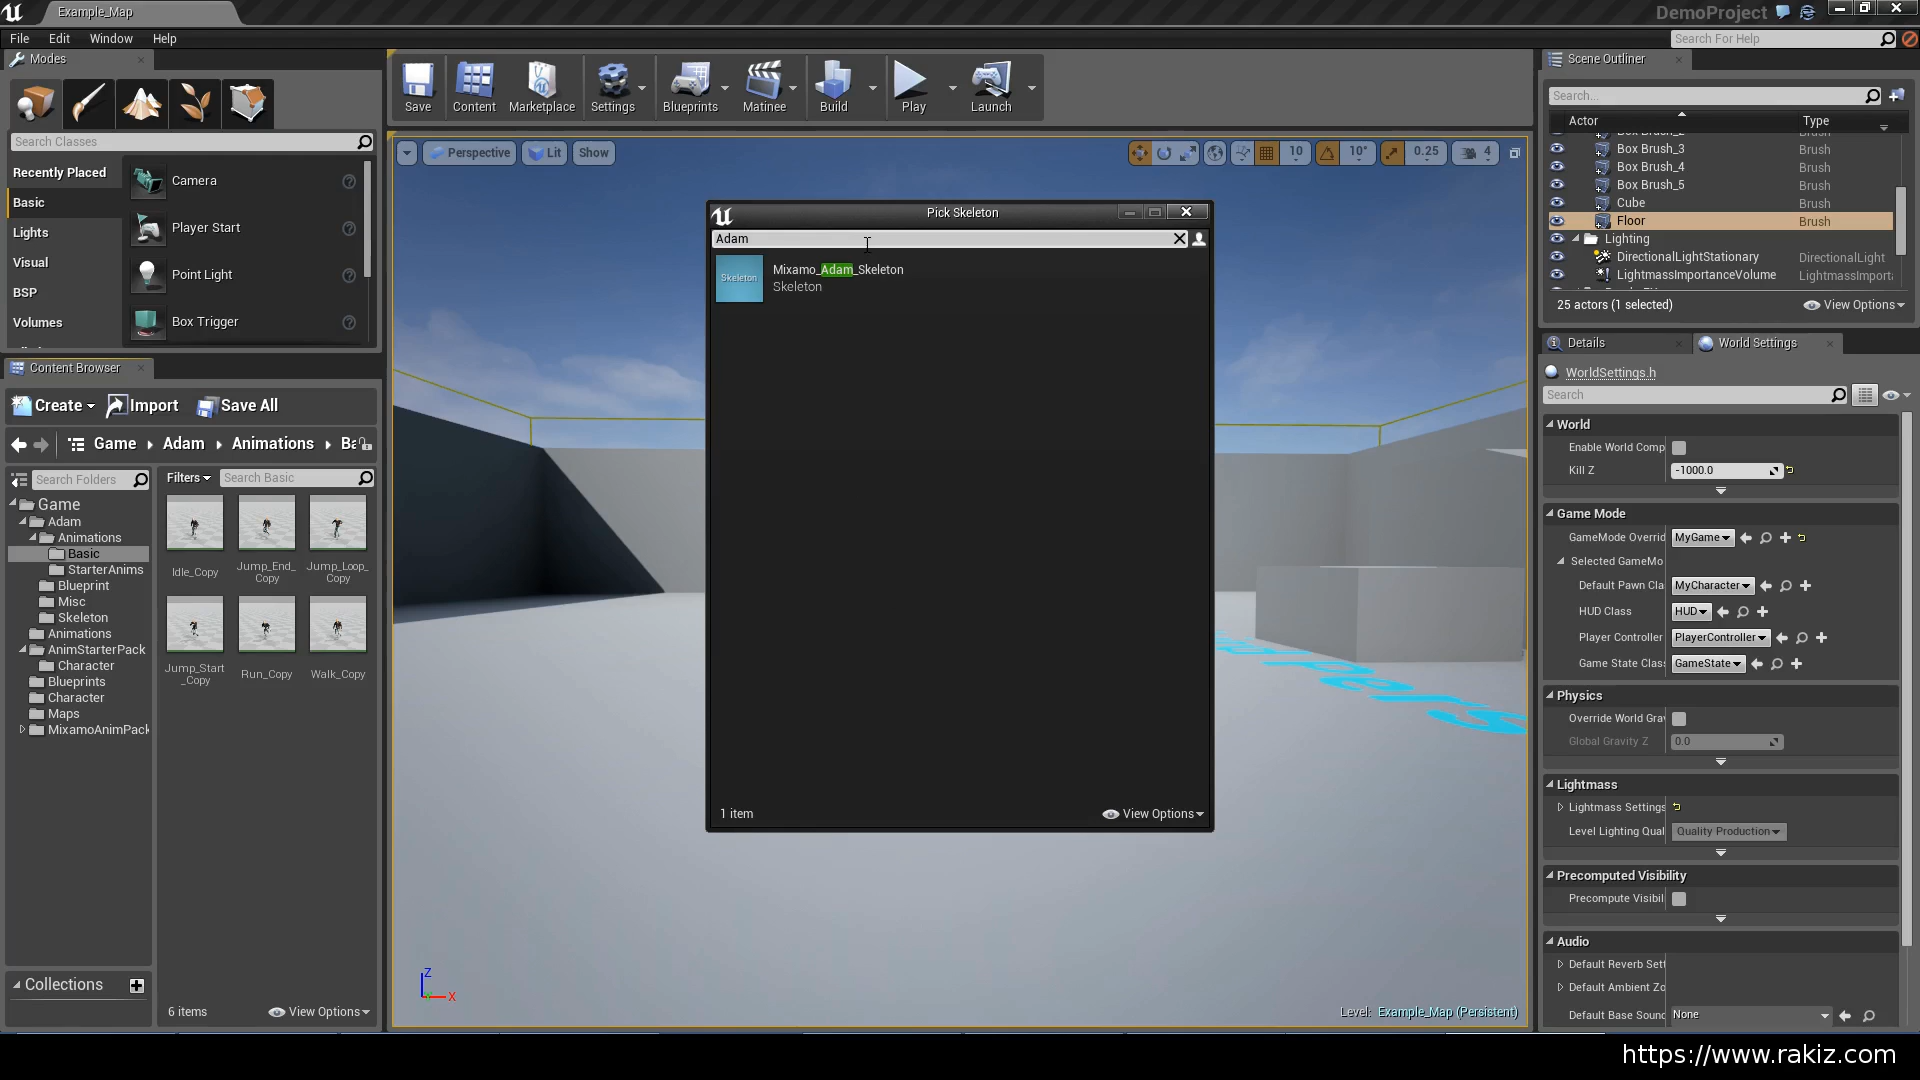 Example_Map
DemoProject
File Edit Window Help
Search For Help
Modes
Search Classes
Recently Placed
Basic
Lights
Visual
BSP
Volumes
Camera
Player Start
Point Light
Box Trigger
Save
Content
Marketplace
Settings
Blueprints
Matinee
Build
Play
Launch
Perspective
Lit
Show
10
10°
0.25
4
Pick Skeleton
Adam
Skeleton
Mixamo_Adam_Skeleton
Skeleton
1 item
View Options
Level: Example_Map (Persistent)
Z
X
Content Browser
Create
Import
Save All
Game
Adam
Animations
Search Folders
Game
Adam
Animations
Basic
StarterAnims
Blueprint
Misc
Skeleton
Animations
AnimStarterPack
Character
Blueprints
Character
Maps
MixamoAnimPack
Collections
Filters
Search Basic
Idle_Copy
Jump_End_
Copy
Jump_Loop_
Copy
Jump_Start
_Copy
Run_Copy
Walk_Copy
6 items
View Options
Scene Outliner
Search...
Actor
Type
Box Brush_2 Brush
Box Brush_3 Brush
Box Brush_4 Brush
Box Brush_5 Brush
Cube Brush
Floor Brush
Lighting
DirectionalLightStationary DirectionalLight
LightmassImportanceVolume LightmassImporta
25 actors (1 selected)
View Options
Details
World Settings
WorldSettings.h
Search
World
Enable World Comp
Kill Z -1000.0
Game Mode
GameMode Overrid MyGame
Selected GameMo
Default Pawn Cla MyCharacter
HUD Class HUD
Player Controller PlayerController
Game State Class GameState
Physics
Override World Gra
Global Gravity Z 0.0
Lightmass
Lightmass Settings
Level Lighting Qual Quality Production
Precomputed Visibility
Precompute Visibil
Audio
Default Reverb Sett
Default Ambient Zo
Default Base Sounc None
https://www.rakiz.com